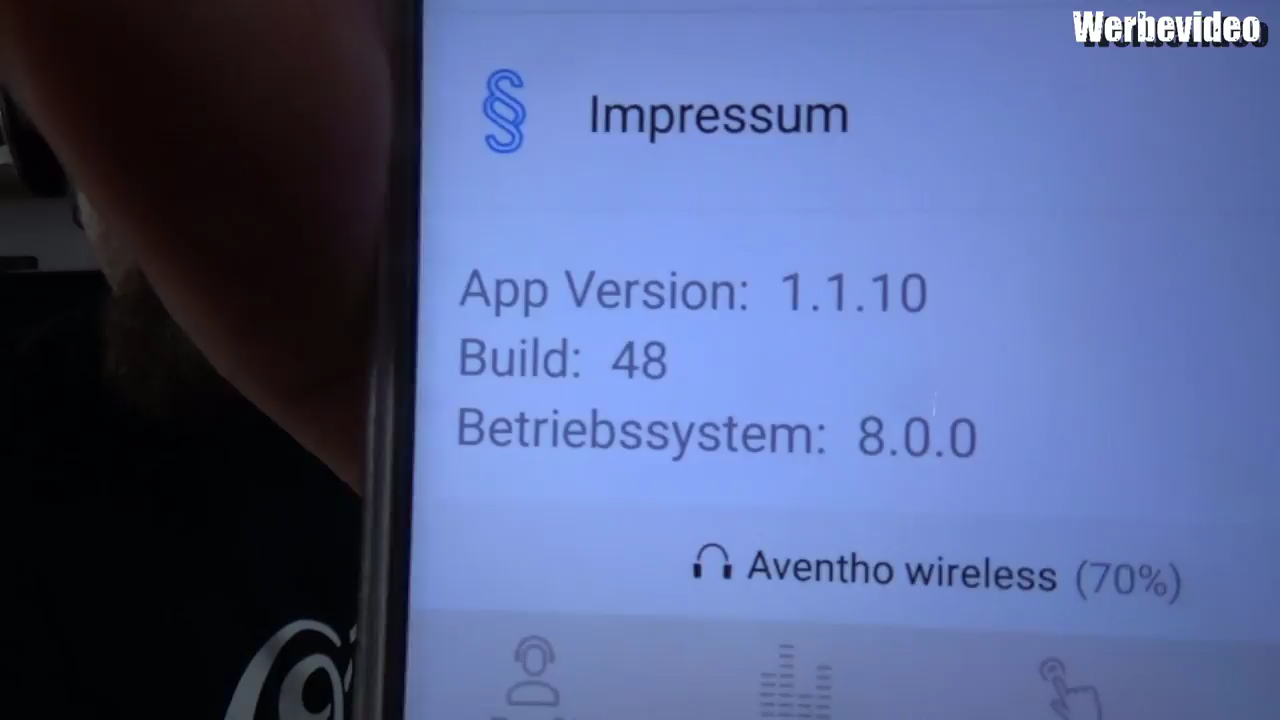 Werbevideo
Impressum
App Version: 1.1.10
Build: 48
Betriebssystem: 8.0.0
Aventho wireless (70%)